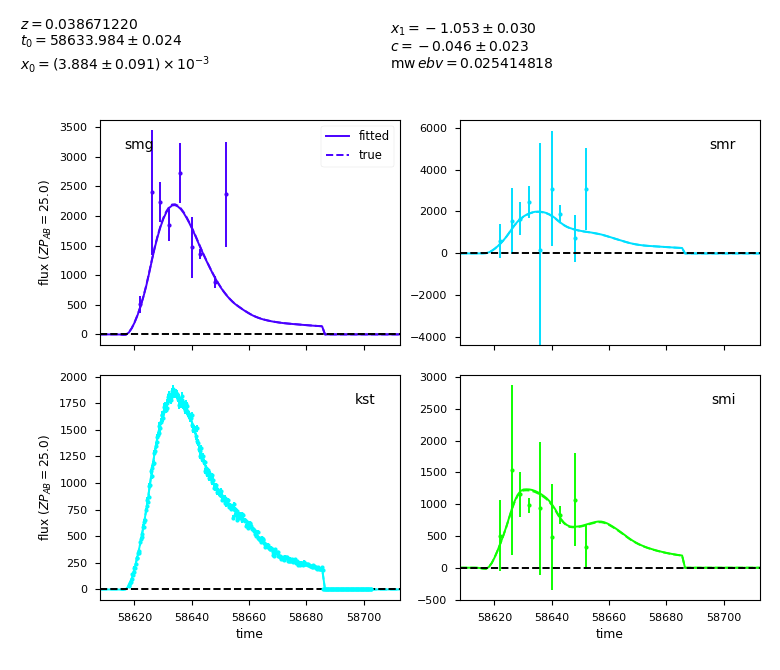 z = 0.038671220
t₀ = 58633.984 ± 0.024
x₀ = (3.884 ± 0.091) × 10⁻³
x₁ = −1.053 ± 0.030
c = −0.046 ± 0.023
mw ebv = 0.025414818
smg
fitted
true
flux (ZP_AB = 25.0)
3500
3000
2500
2000
1500
1000
500
0
smr
6000
4000
2000
0
−2000
−4000
kst
flux (ZP_AB = 25.0)
2000
1750
1500
1250
1000
750
500
250
0
58620 58640 58660 58680 58700
time
smi
3000
2500
2000
1500
1000
500
0
−500
58620 58640 58660 58680 58700
time